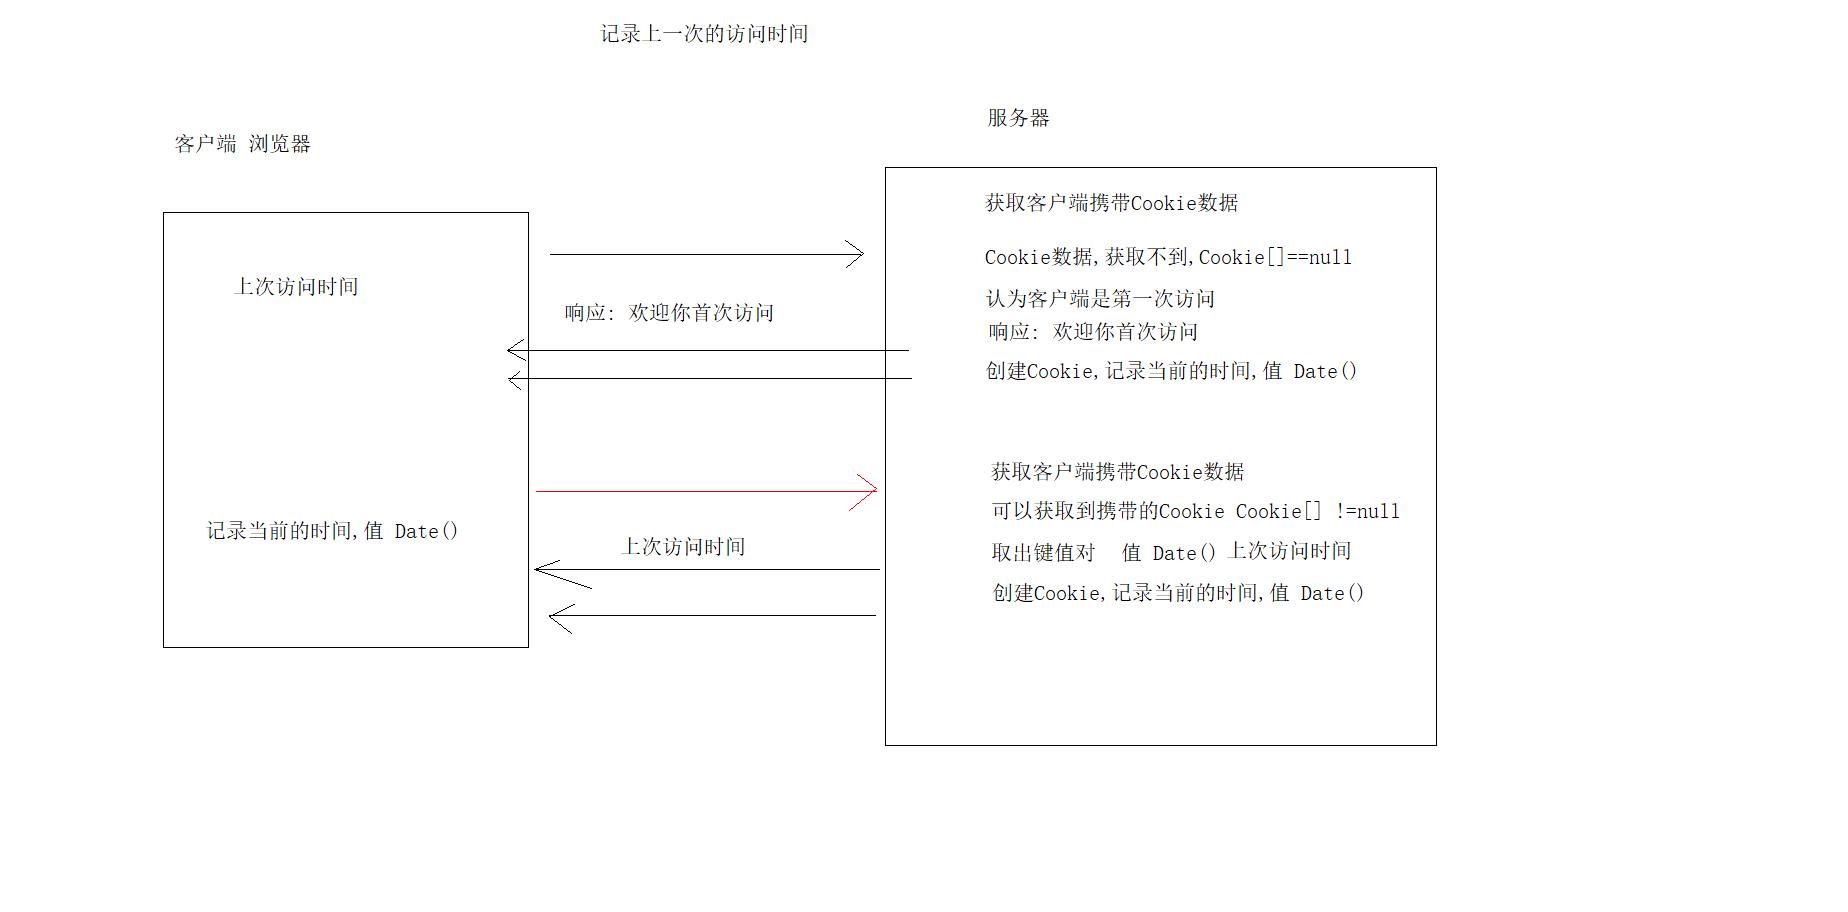 记录上一次的访问时间
服务器
客户端 浏览器
获取客户端携带Cookie数据
Cookie数据,获取不到,Cookie[]==null
上次访问时间
认为客户端是第一次访问
响应: 欢迎你首次访问
响应: 欢迎你首次访问
创建Cookie,记录当前的时间,值 Date()
获取客户端携带Cookie数据
可以获取到携带的Cookie Cookie[] !=null
记录当前的时间,值 Date()
上次访问时间
取出键值对 值 Date() 上次访问时间
创建Cookie,记录当前的时间,值 Date()